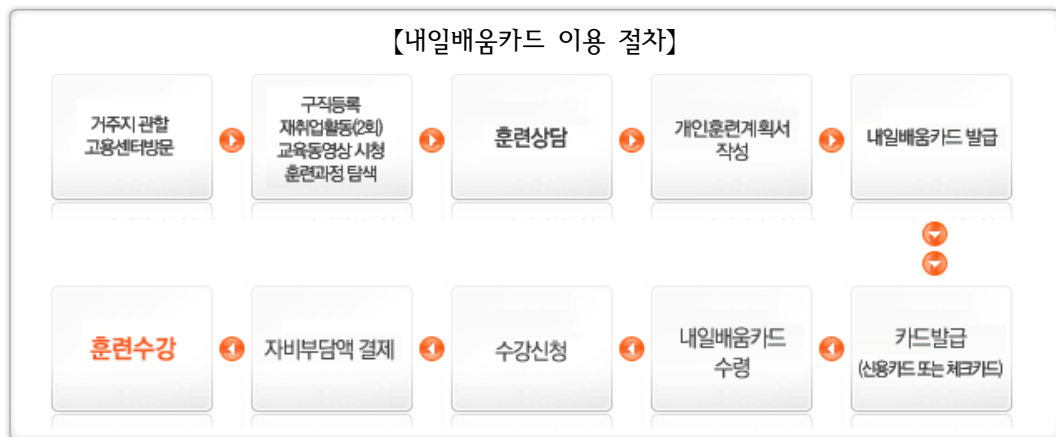 【내일배움카드 이용 절차】
거주지 관할
고용센터방문
구직등록
재취업활동(2회)
교육동영상 시청
훈련과정 탐색
훈련상담
개인훈련계획서
작성
내일배움카드 발급
카드발급
(신용카드 또는 체크카드)
내일배움카드
수령
수강신청
자비부담액 결제
훈련수강